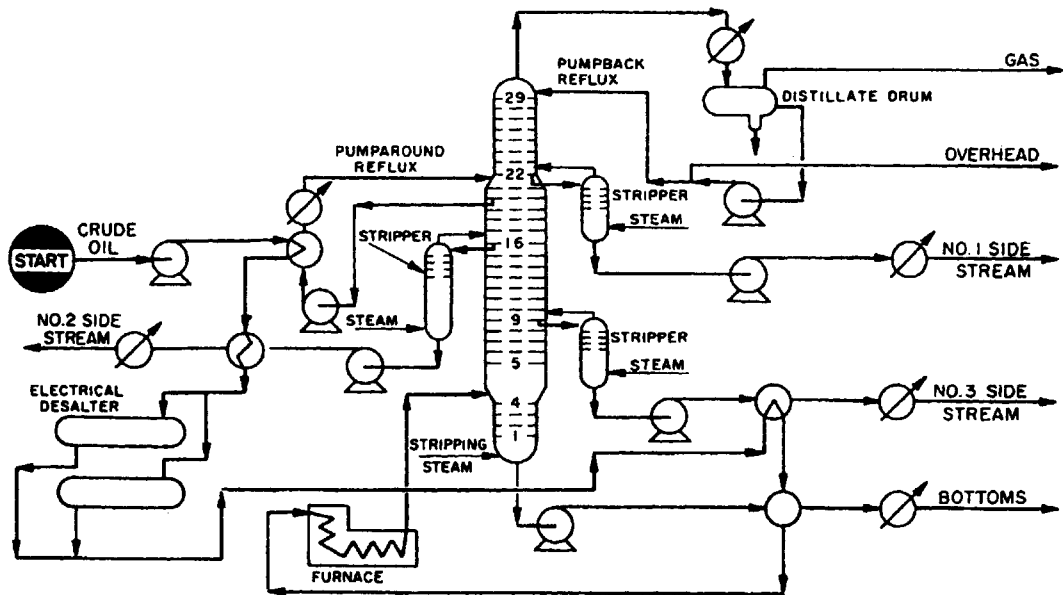 GAS
PUMPBACK
REFLUX
29
DISTILLATE DRUM
PUMPAROUND
REFLUX
OVERHEAD
22
STRIPPER
STEAM
CRUDE
OIL
START
STRIPPER
16
NO. 1 SIDE
STREAM
STEAM
NO. 2 SIDE
STREAM
9
STRIPPER
5
STEAM
ELECTRICAL
DESALTER
4
NO. 3 SIDE
STREAM
1
STRIPPING
STEAM
BOTTOMS
FURNACE